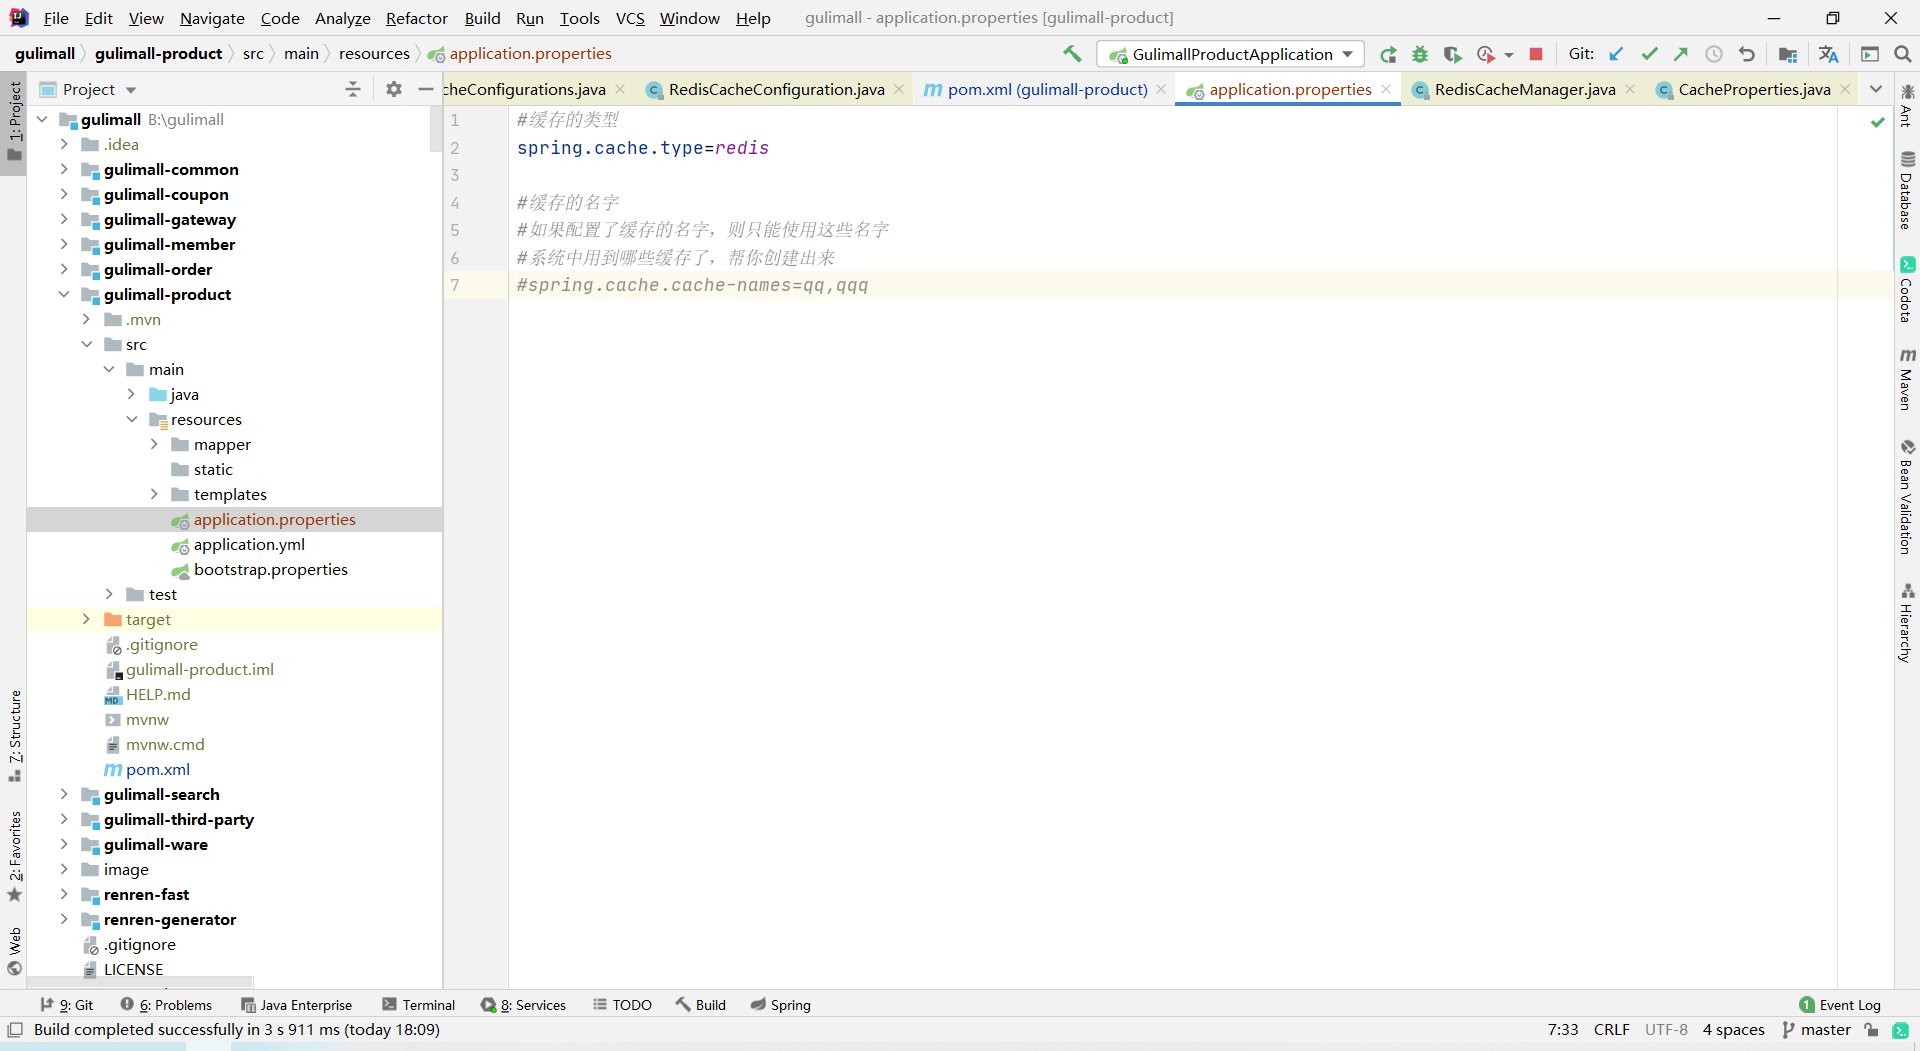 File Edit View Navigate Code Analyze Refactor Build Run Tools VCS Window Help gulimall - application.properties [gulimall-product]
gulimall gulimall-product src main resources application.properties GulimallProductApplication Git:
Project
cheConfigurations.java RedisCacheConfiguration.java pom.xml (gulimall-product) application.properties RedisCacheManager.java CacheProperties.java
1: Project
7: Structure
2: Favorites
Web
gulimall B:\gulimall
.idea
gulimall-common
gulimall-coupon
gulimall-gateway
gulimall-member
gulimall-order
gulimall-product
.mvn
src
main
java
resources
mapper
static
templates
application.properties
application.yml
bootstrap.properties
test
target
.gitignore
gulimall-product.iml
HELP.md
mvnw
mvnw.cmd
pom.xml
gulimall-search
gulimall-third-party
gulimall-ware
image
renren-fast
renren-generator
.gitignore
LICENSE
1 #缓存的类型
2 spring.cache.type=redis
3
4 #缓存的名字
5 #如果配置了缓存的名字，则只能使用这些名字
6 #系统中用到哪些缓存了，帮你创建出来
7 #spring.cache.cache-names=qq,qqq
Ant
Database
Codota
Maven
Bean Validation
Hierarchy
9: Git 6: Problems Java Enterprise Terminal 8: Services TODO Build Spring 1 Event Log
Build completed successfully in 3 s 911 ms (today 18:09) 7:33 CRLF UTF-8 4 spaces master